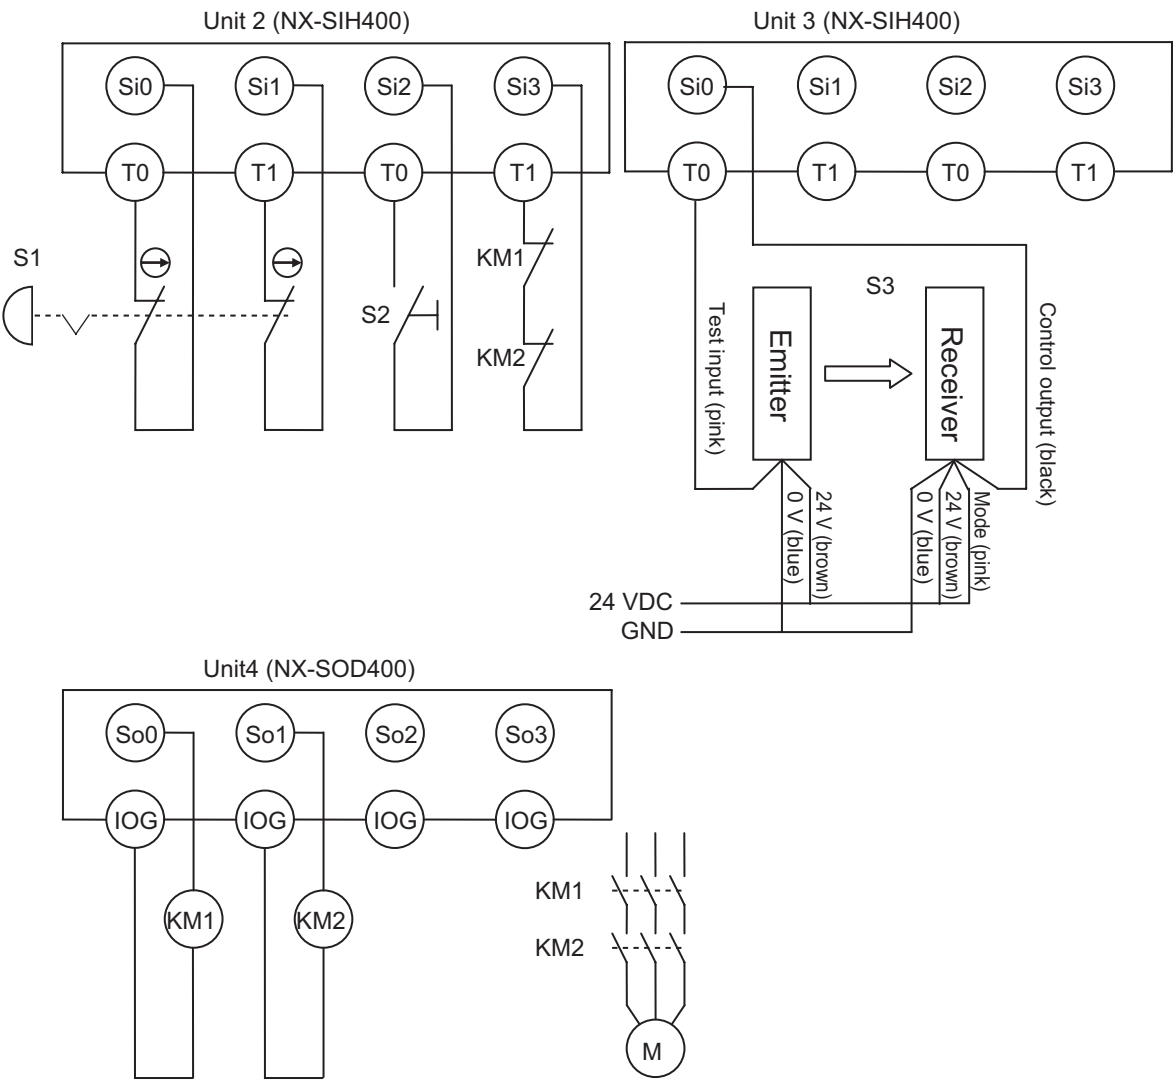 Unit 2 (NX-SIH400)
Si0
Si1
Si2
Si3
T0
T1
T0
T1
S1
S2
KM1
KM2
Unit 3 (NX-SIH400)
Si0
Si1
Si2
Si3
T0
T1
T0
T1
S3
Test input (pink)
Emitter
Receiver
Control output (black)
0 V (blue)
24 V (brown)
0 V (blue)
24 V (brown)
Mode (pink)
24 VDC
GND
Unit4 (NX-SOD400)
So0
So1
So2
So3
IOG
IOG
IOG
IOG
KM1
KM2
KM1
KM2
M